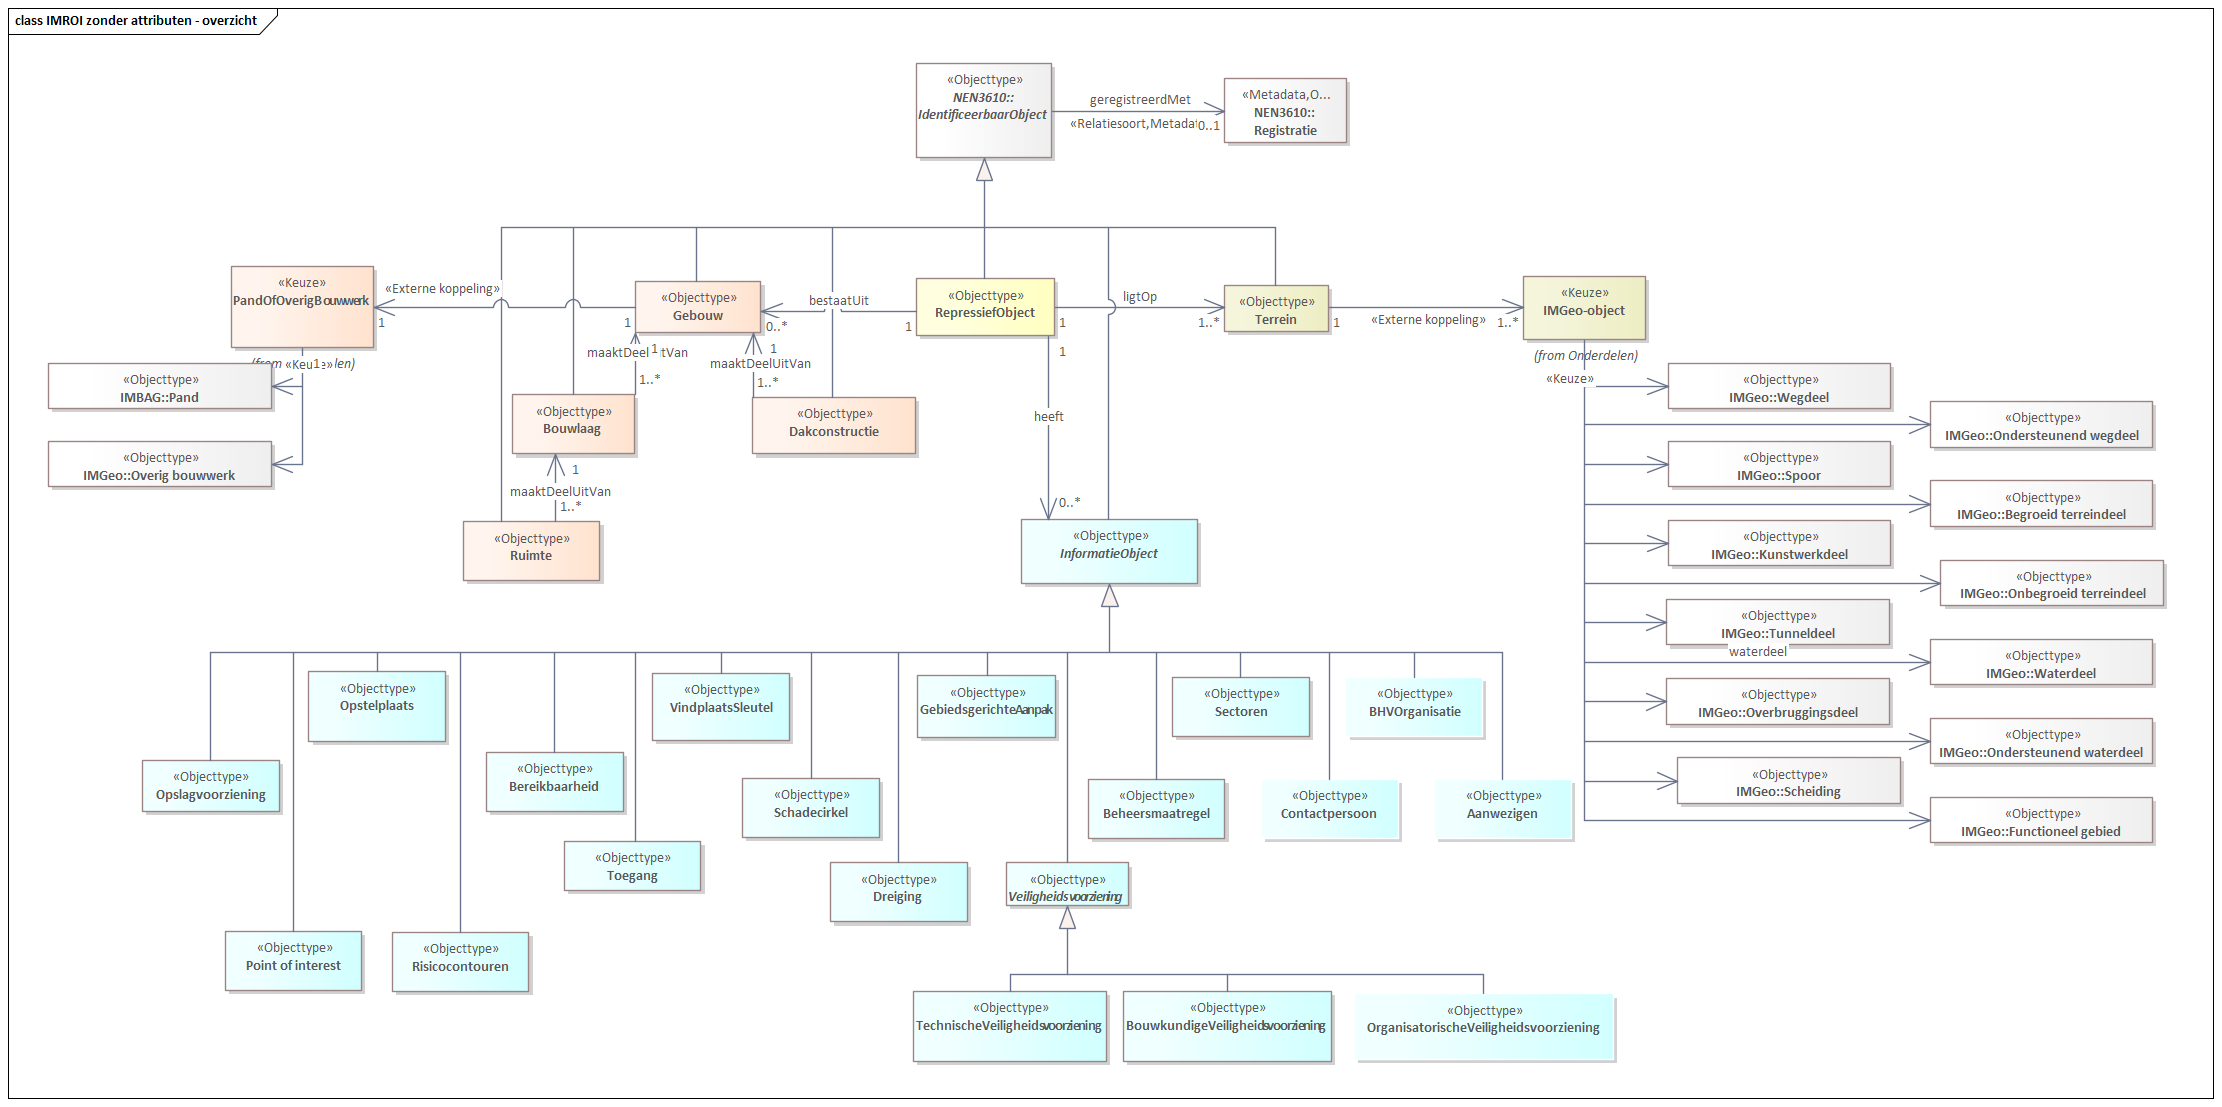 class IMROI zonder attributen - overzicht
«Objecttype»
NEN3610::
IdentificeerbaarObject
geregistreerdMet
«Relatiesoort,Metadat
0..1
«Metadata,O...
NEN3610::
Registratie
«Keuze»
PandOfOverigBouwwerk
«Externe koppeling»
1
1
«Objecttype»
Gebouw
bestaatUit
0..*
1
«Objecttype»
RepressiefObject
ligtOp
1
1..*
«Objecttype»
Terrein
1
«Externe koppeling»
1..*
«Keuze»
IMGeo-object
(from Onderdelen)
«Keuze»
1
heeft
0..*
«Keuze»
1
«Objecttype»
IMBAG::Pand
«Objecttype»
IMGeo::Overig bouwwerk
maaktDeelUitVan
1
1..*
maaktDeelUitVan
1
1..*
«Objecttype»
Bouwlaag
«Objecttype»
Dakconstructie
1
maaktDeelUitVan
1..*
«Objecttype»
Ruimte
«Objecttype»
InformatieObject
«Objecttype»
IMGeo::Wegdeel
«Objecttype»
IMGeo::Ondersteunend wegdeel
«Objecttype»
IMGeo::Spoor
«Objecttype»
IMGeo::Begroeid terreindeel
«Objecttype»
IMGeo::Kunstwerkdeel
«Objecttype»
IMGeo::Onbegroeid terreindeel
«Objecttype»
IMGeo::Tunneldeel
waterdeel
«Objecttype»
IMGeo::Waterdeel
«Objecttype»
IMGeo::Overbruggingsdeel
«Objecttype»
IMGeo::Ondersteunend waterdeel
«Objecttype»
IMGeo::Scheiding
«Objecttype»
IMGeo::Functioneel gebied
«Objecttype»
Opstelplaats
«Objecttype»
VindplaatsSleutel
«Objecttype»
GebiedsgerichteAanpak
«Objecttype»
Sectoren
«Objecttype»
BHVOrganisatie
«Objecttype»
Opslagvoorziening
«Objecttype»
Bereikbaarheid
«Objecttype»
Schadecirkel
«Objecttype»
Beheersmaatregel
«Objecttype»
Contactpersoon
«Objecttype»
Aanwezigen
«Objecttype»
Toegang
«Objecttype»
Dreiging
«Objecttype»
Veiligheidsvoorziening
«Objecttype»
Point of interest
«Objecttype»
Risicocontouren
«Objecttype»
TechnischeVeiligheidsvoorziening
«Objecttype»
BouwkundigeVeiligheidsvoorziening
«Objecttype»
OrganisatorischeVeiligheidsvoorziening